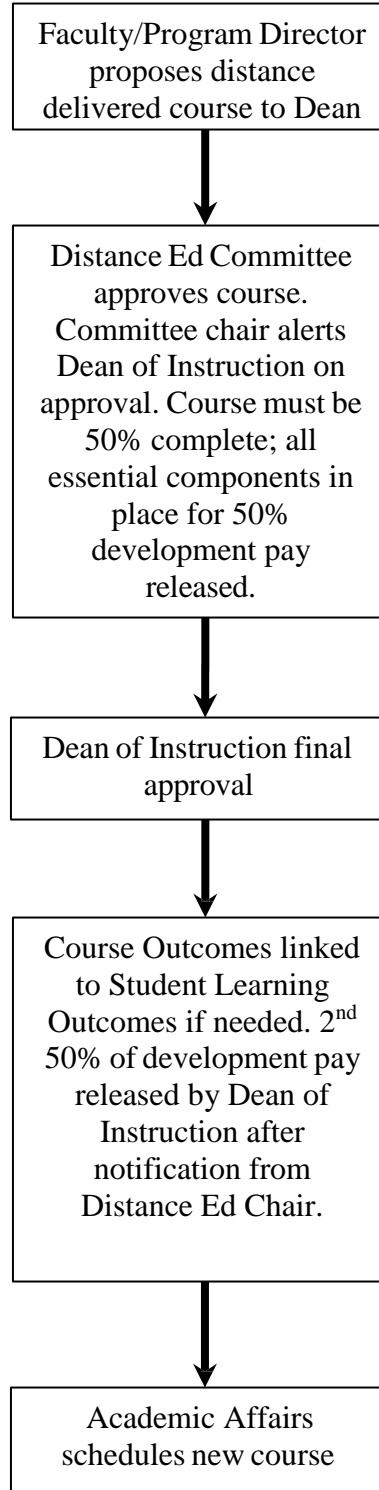 Faculty/Program Director
proposes distance
delivered course to Dean
Distance Ed Committee
approves course.
Committee chair alerts
Dean of Instruction on
approval. Course must be
50% complete; all
essential components in
place for 50%
development pay
released.
Dean of Instruction final
approval
Course Outcomes linked
to Student Learning
Outcomes if needed. 2nd
50% of development pay
released by Dean of
Instruction after
notification from
Distance Ed Chair.
Academic Affairs
schedules new course